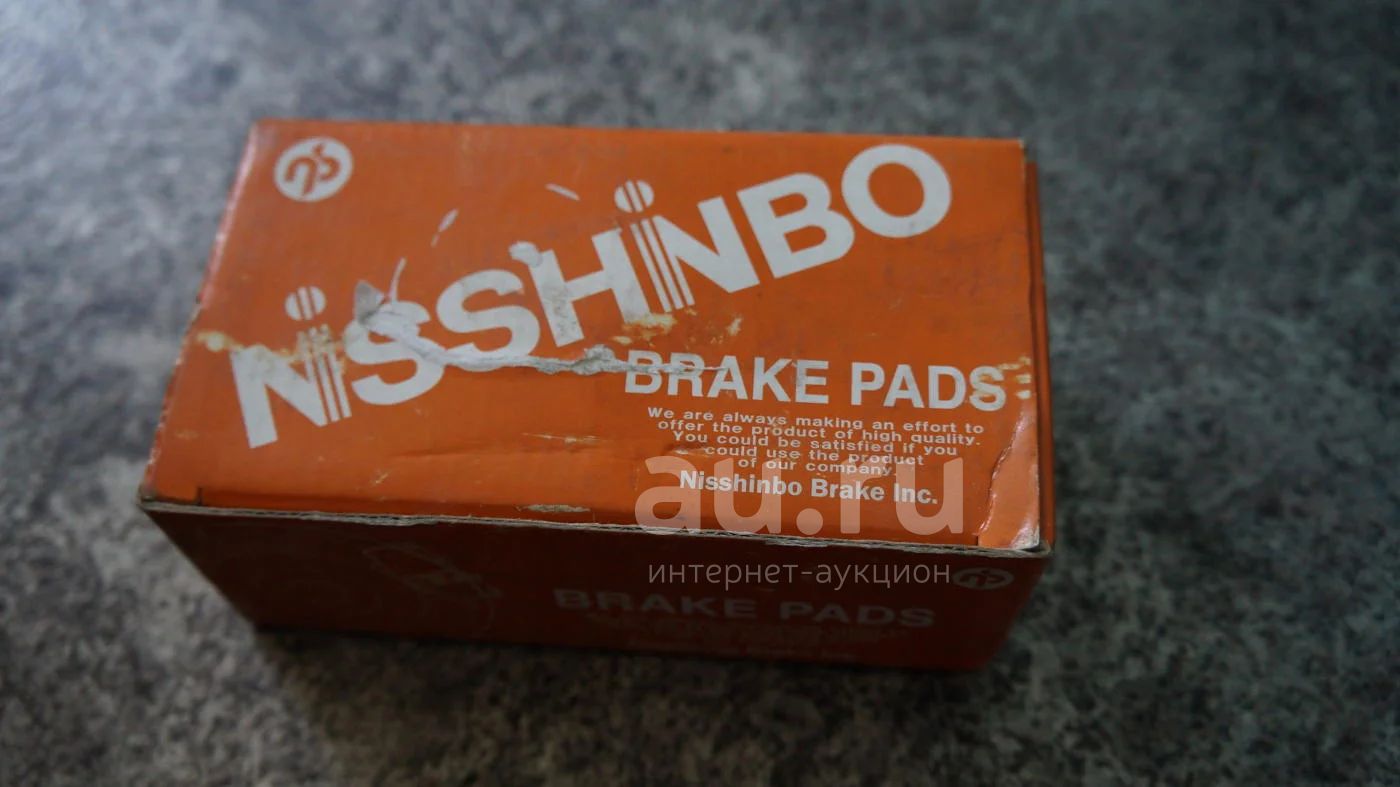 NiSSHiNBO
BRAKE PADS
We are always making an effort to
offer the product of high quality.
You could be satisfied if you
could use the product
of our company.
Nisshinbo Brake Inc.
au.ru
интернет-аукцион
BRAKE PADS